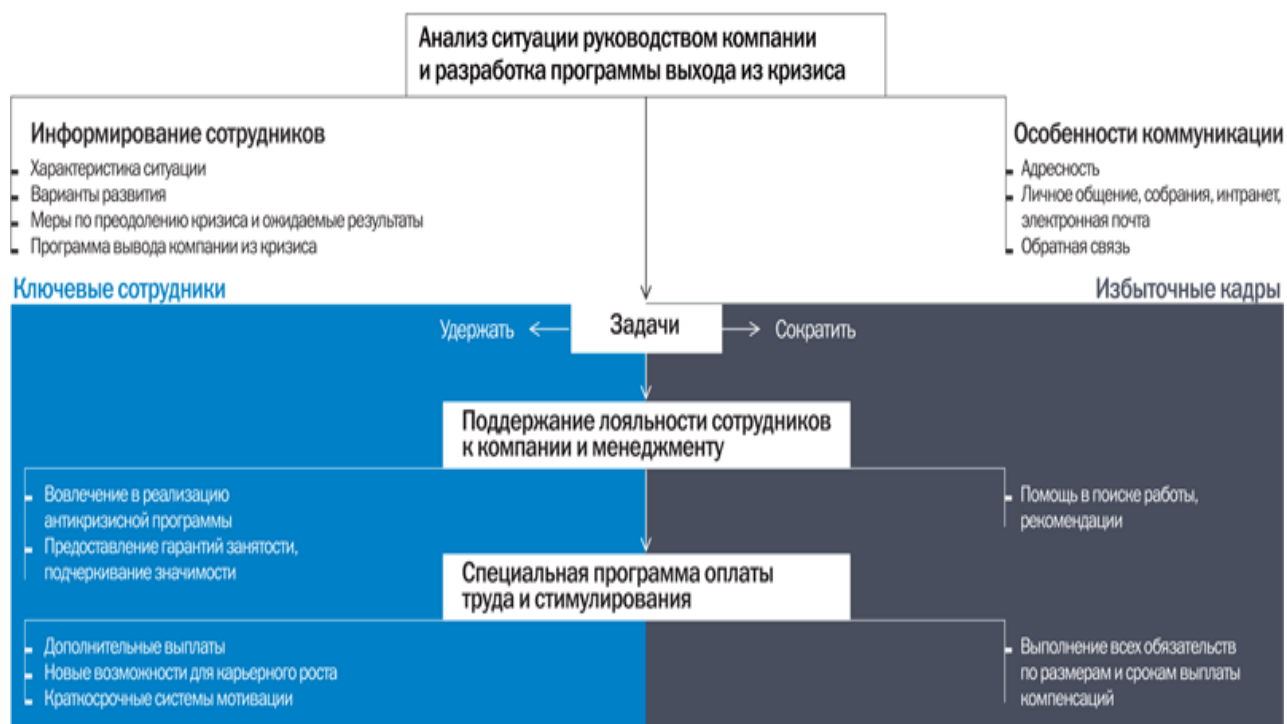 Анализ ситуации руководством компании
и разработка программы выхода из кризиса
Информирование сотрудников
Характеристика ситуации
Варианты развития
Меры по преодолению кризиса и ожидаемые результаты
Программа вывода компании из кризиса
Особенности коммуникации
Адресность
Личное общение, собрания, интранет,
электронная почта
Обратная связь
Ключевые сотрудники
Избыточные кадры
Удержать
Задачи
Сократить
Поддержание лояльности сотрудников
к компании и менеджменту
Вовлечение в реализацию
антикризисной программы
Предоставление гарантий занятости,
подчеркивание значимости
Помощь в поиске работы,
рекомендации
Специальная программа оплаты
труда и стимулирования
Дополнительные выплаты
Новые возможности для карьерного роста
Краткосрочные системы мотивации
Выполнение всех обязательств
по размерам и срокам выплаты
компенсаций